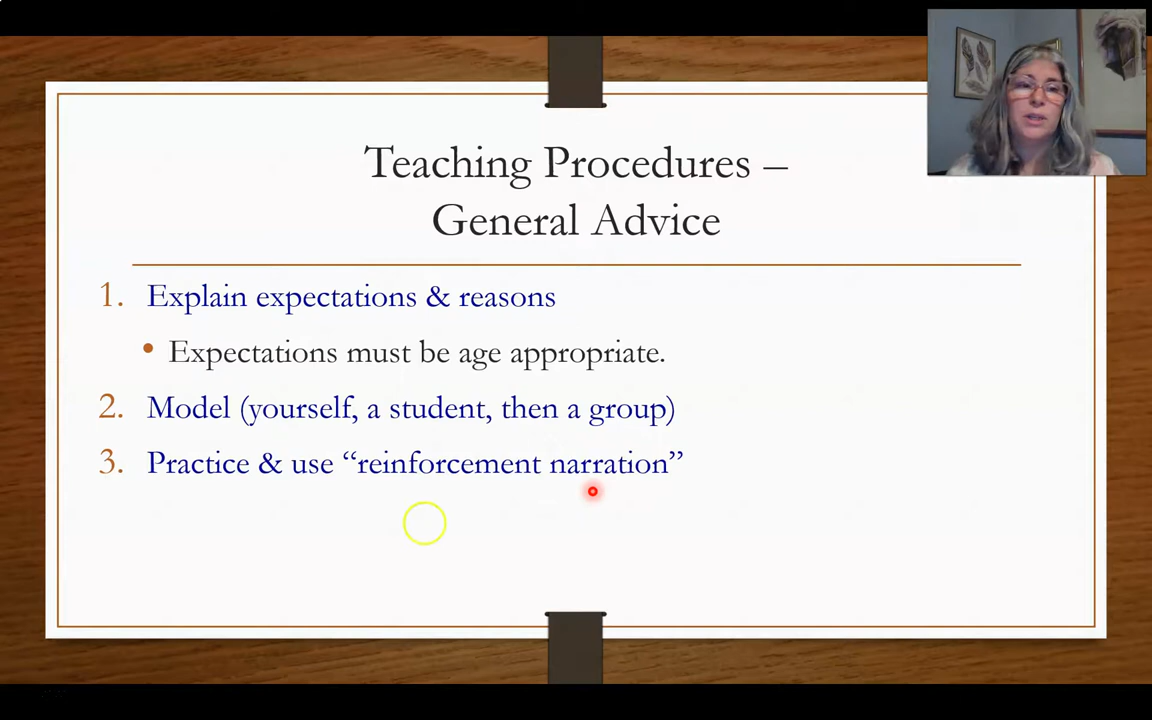 Teaching Procedures –
General Advice
1. Explain expectations & reasons
• Expectations must be age appropriate.
2. Model (yourself, a student, then a group)
3. Practice & use “reinforcement narration”